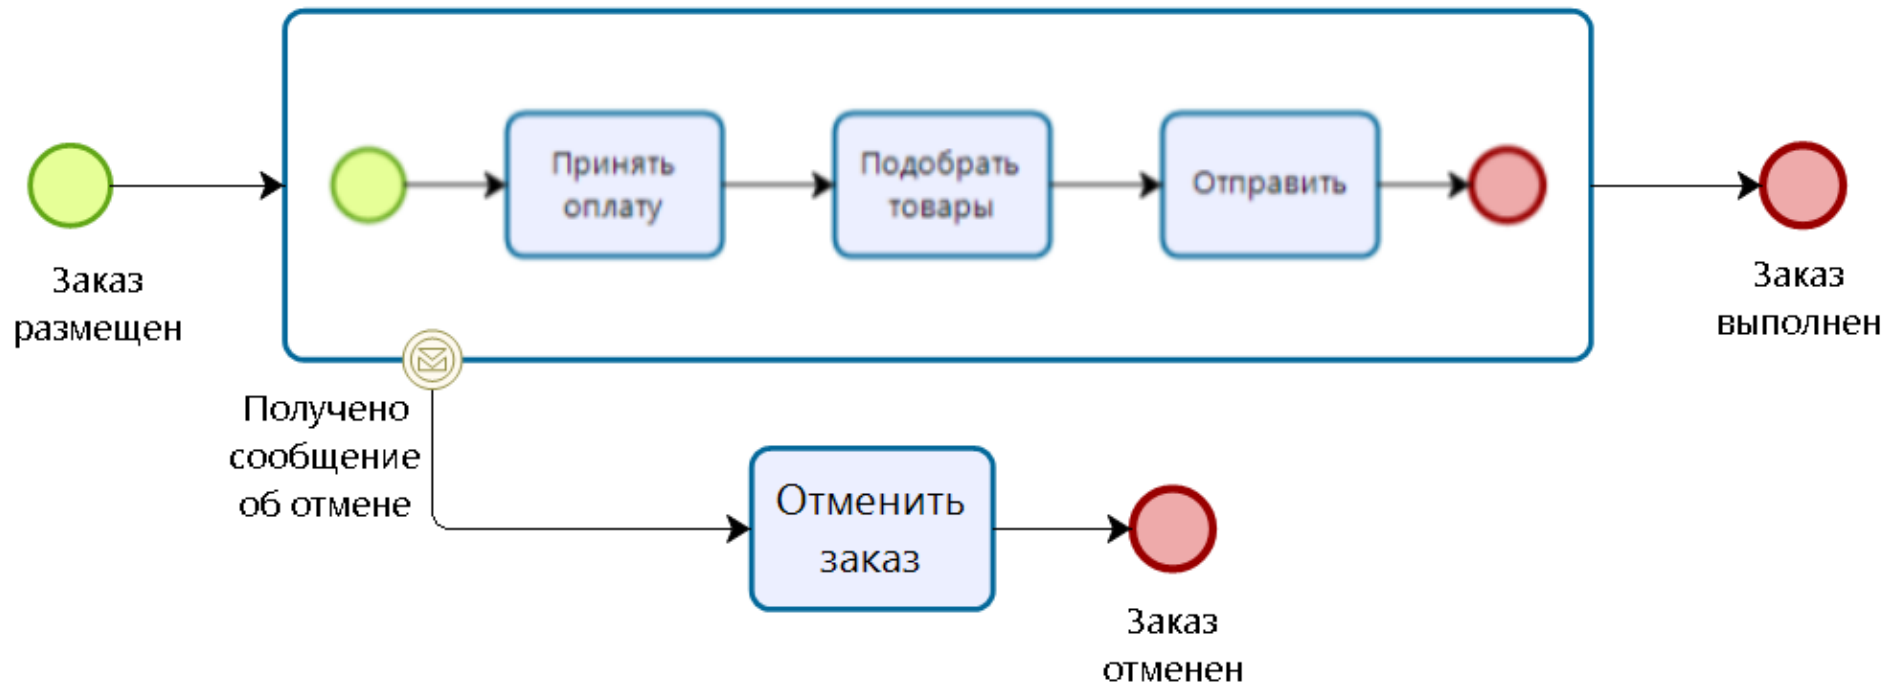 Заказ
размещен
Принять
оплату
Подобрать
товары
Отправить
Заказ
выполнен
Получено
сообщение
об отмене
Отменить
заказ
Заказ
отменен